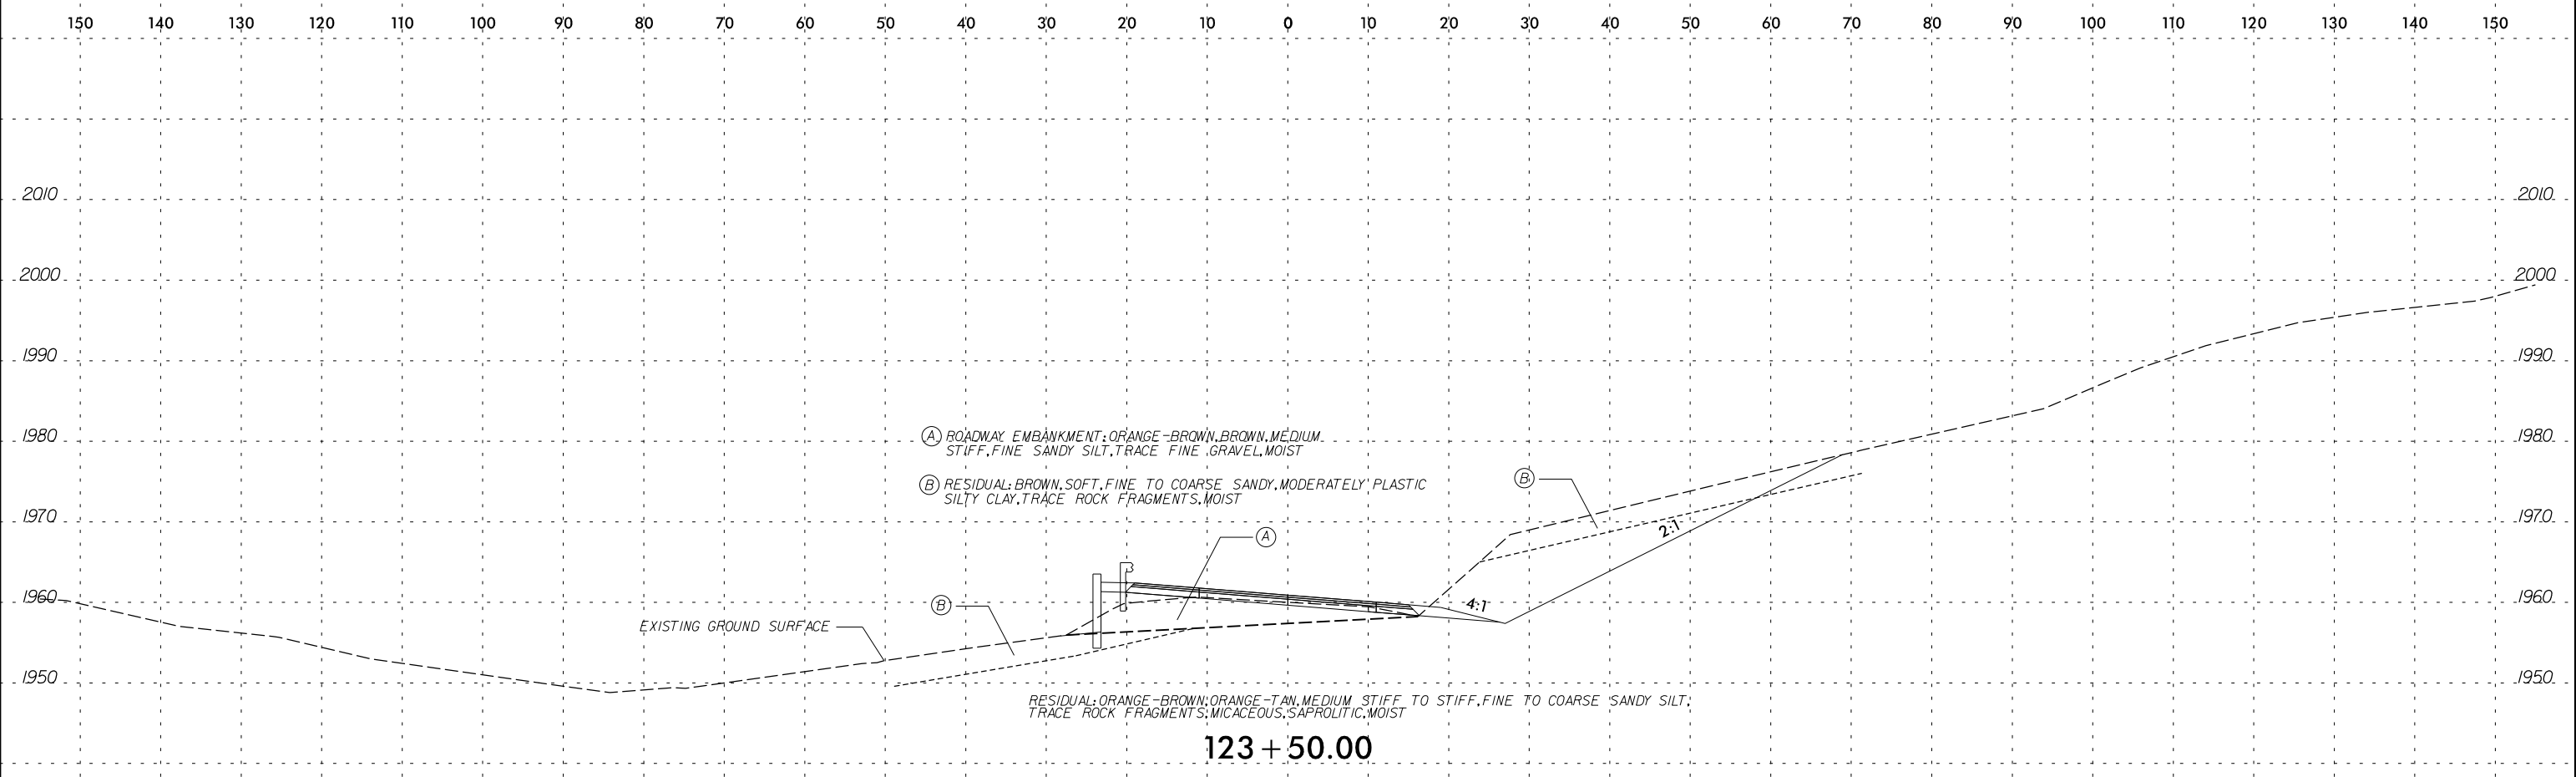 150 140 130 120 110 100 90 80 70 60 50 40 30 20 10 0 10 20 30 40 50 60 70 80 90 100 110 120 130 140 150
2010 2010
2000 2000
1990 1990
1980 1980
A ROADWAY EMBANKMENT: ORANGE-BROWN, BROWN, MEDIUM
STIFF, FINE SANDY SILT, TRACE FINE GRAVEL, MOIST
B RESIDUAL: BROWN, SOFT, FINE TO COARSE SANDY, MODERATELY PLASTIC
SILTY CLAY, TRACE ROCK FRAGMENTS, MOIST
B
1970 1970
2:1
A
1960 1960
B
4:1
EXISTING GROUND SURFACE
1950 1950
RESIDUAL: ORANGE-BROWN, ORANGE-TAN, MEDIUM STIFF TO STIFF, FINE TO COARSE SANDY SILT,
TRACE ROCK FRAGMENTS, MICACEOUS, SAPROLITIC, MOIST
123+50.00